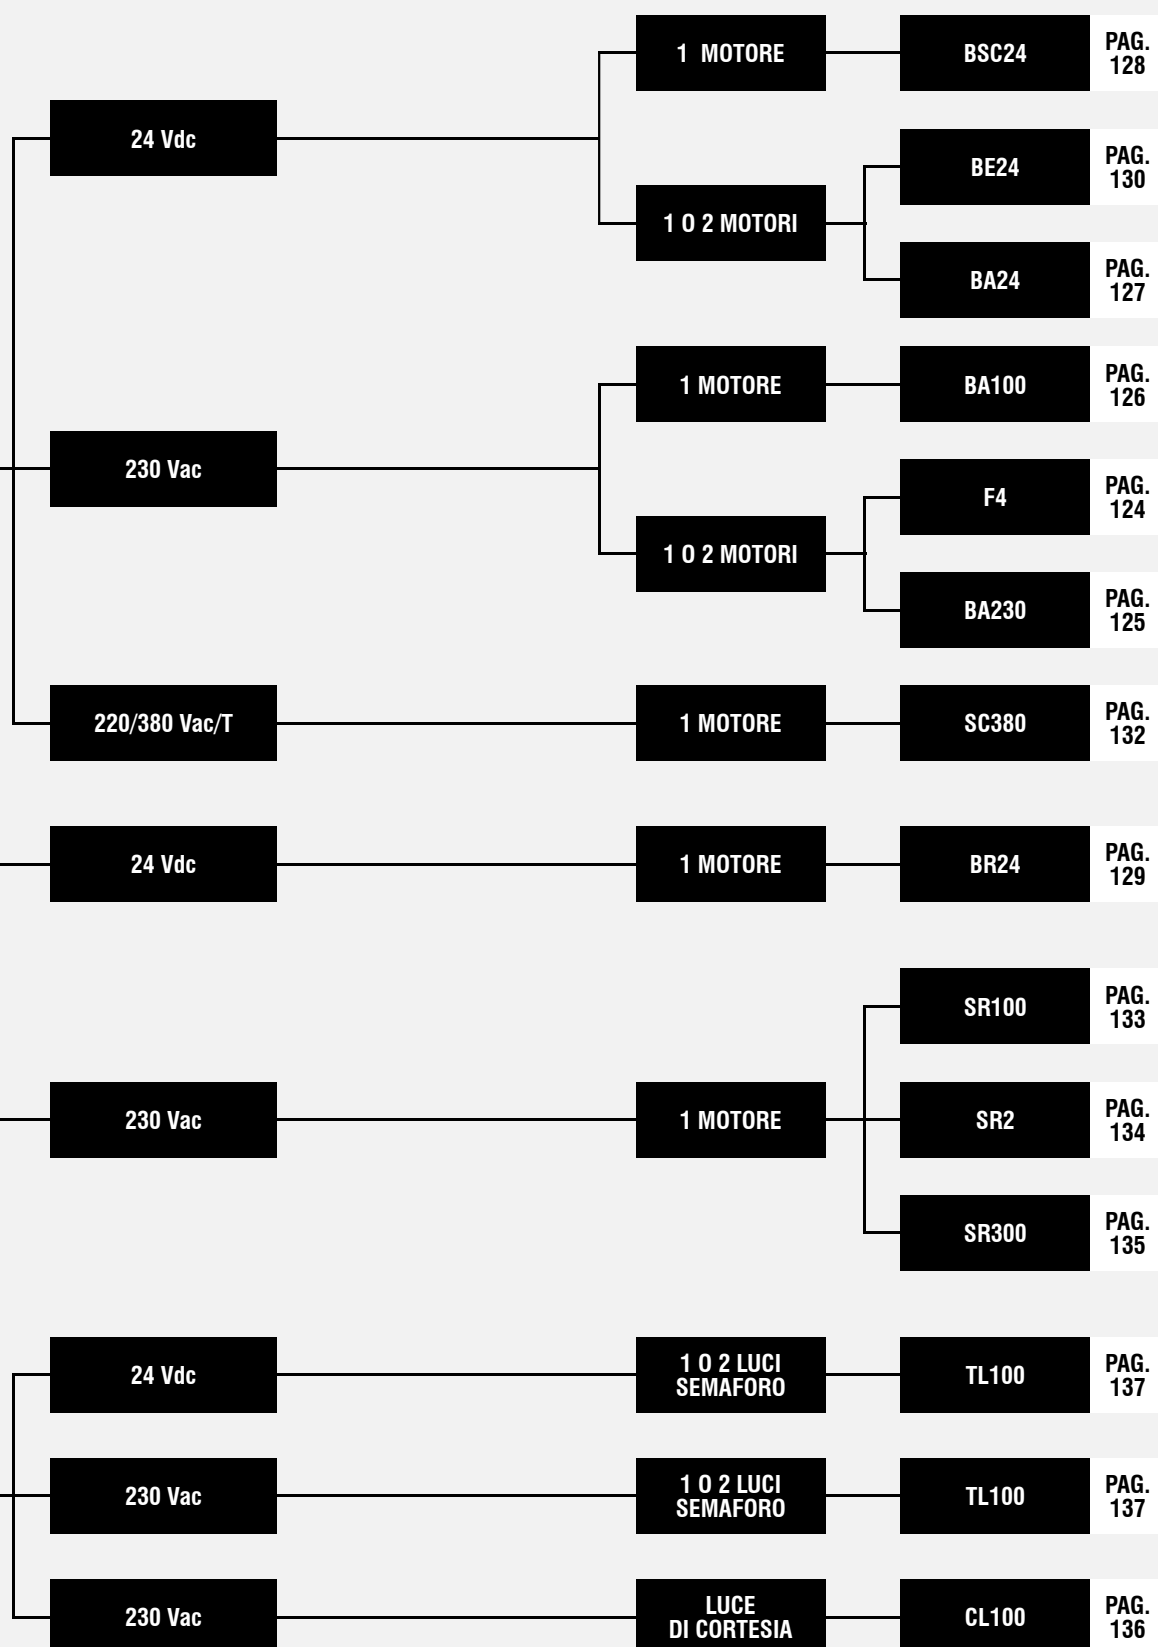 1 MOTORE
BSC24
PAG.
128
24 Vdc
BE24
PAG.
130
1 O 2 MOTORI
BA24
PAG.
127
1 MOTORE
BA100
PAG.
126
230 Vac
F4
PAG.
124
1 O 2 MOTORI
BA230
PAG.
125
220/380 Vac/T
1 MOTORE
SC380
PAG.
132
24 Vdc
1 MOTORE
BR24
PAG.
129
SR100
PAG.
133
230 Vac
1 MOTORE
SR2
PAG.
134
SR300
PAG.
135
24 Vdc
1 O 2 LUCI
SEMAFORO
TL100
PAG.
137
230 Vac
1 O 2 LUCI
SEMAFORO
TL100
PAG.
137
230 Vac
LUCE
DI CORTESIA
CL100
PAG.
136